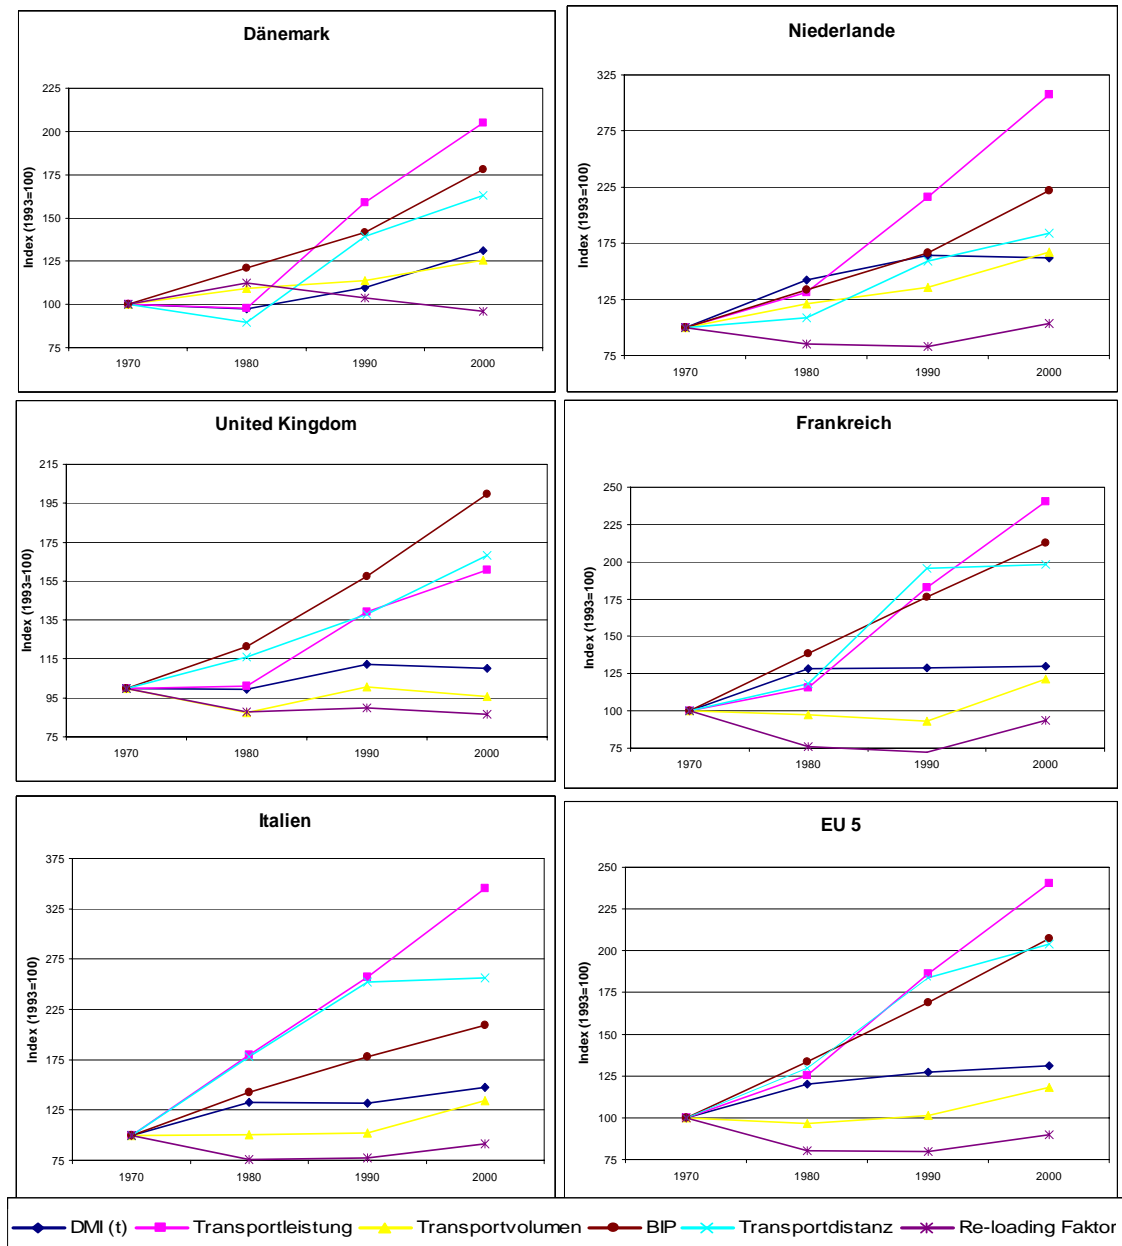 Dänemark
Index (1993=100)
225
200
175
150
125
100
75
1970 1980 1990 2000
Niederlande
Index (1993=100)
325
275
225
175
125
75
1970 1980 1990 2000
United Kingdom
Index (1993=100)
215
195
175
155
135
115
95
75
1970 1980 1990 2000
Frankreich
Index (1993=100)
250
225
200
175
150
125
100
75
1970 1980 1990 2000
Italien
Index (1993=100)
375
325
275
225
175
125
75
1970 1980 1990 2000
EU 5
Index (1993=100)
250
225
200
175
150
125
100
75
1970 1980 1990 2000
DMI (t) Transportleistung Transportvolumen BIP Transportdistanz Re-loading Faktor